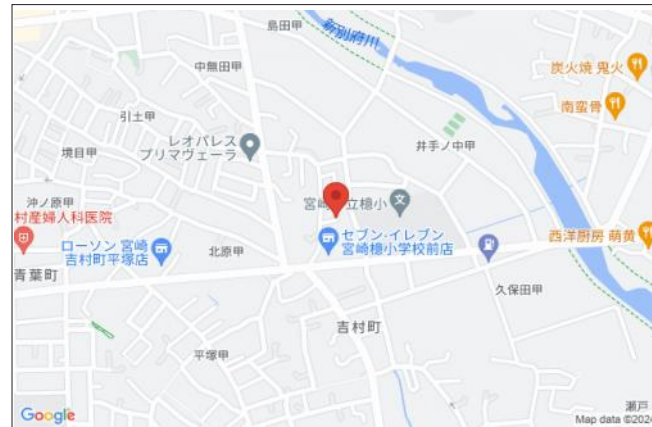 島田甲
新別府川
中無田甲
炭火焼 鬼火
南蛮骨
引土甲
レオパレス
プリマヴェーラ
井手ノ中甲
境目甲
沖ノ原甲
宮崎
立檍小
村産婦人科医院
ローソン 宮崎
吉村町平塚店
北原甲
セブン-イレブン
宮崎檍小学校前店
西洋厨房 萌黄
青葉町
久保田甲
吉村町
平塚甲
瀬戸
Google
Map data ©2024